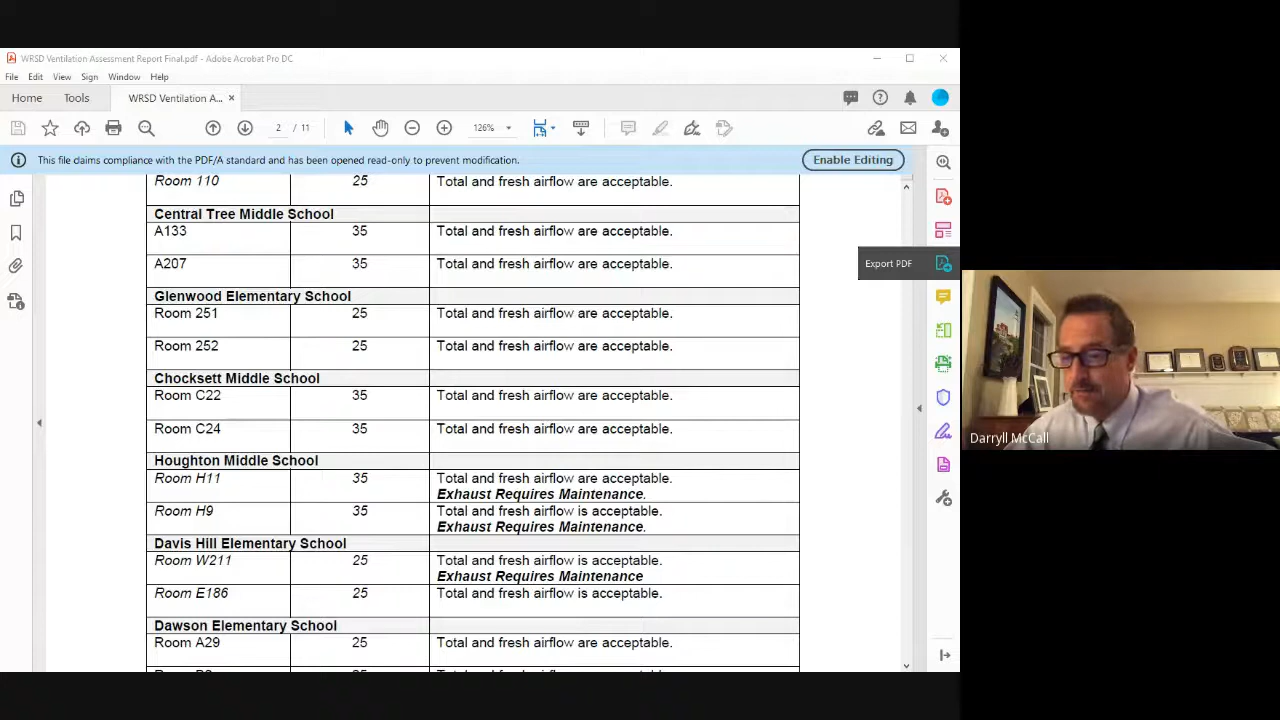 WRSD Ventilation Assessment Report Final.pdf - Adobe Acrobat Pro DC
File Edit View Sign Window Help
Home Tools WRSD Ventilation A... ×
2 / 11 126%
This file claims compliance with the PDF/A standard and has been opened read-only to prevent modification. Enable Editing
Room 110 25 Total and fresh airflow are acceptable.
Central Tree Middle School
A133 35 Total and fresh airflow are acceptable.
A207 35 Total and fresh airflow are acceptable.
Export PDF
Glenwood Elementary School
Room 251 25 Total and fresh airflow are acceptable.
Room 252 25 Total and fresh airflow are acceptable.
Chocksett Middle School
Room C22 35 Total and fresh airflow are acceptable.
Room C24 35 Total and fresh airflow are acceptable.
Houghton Middle School
Room H11 35 Total and fresh airflow are acceptable.
Exhaust Requires Maintenance.
Room H9 35 Total and fresh airflow is acceptable.
Exhaust Requires Maintenance.
Davis Hill Elementary School
Room W211 25 Total and fresh airflow is acceptable.
Exhaust Requires Maintenance
Room E186 25 Total and fresh airflow is acceptable.
Dawson Elementary School
Room A29 25 Total and fresh airflow are acceptable.
Darryll McCall